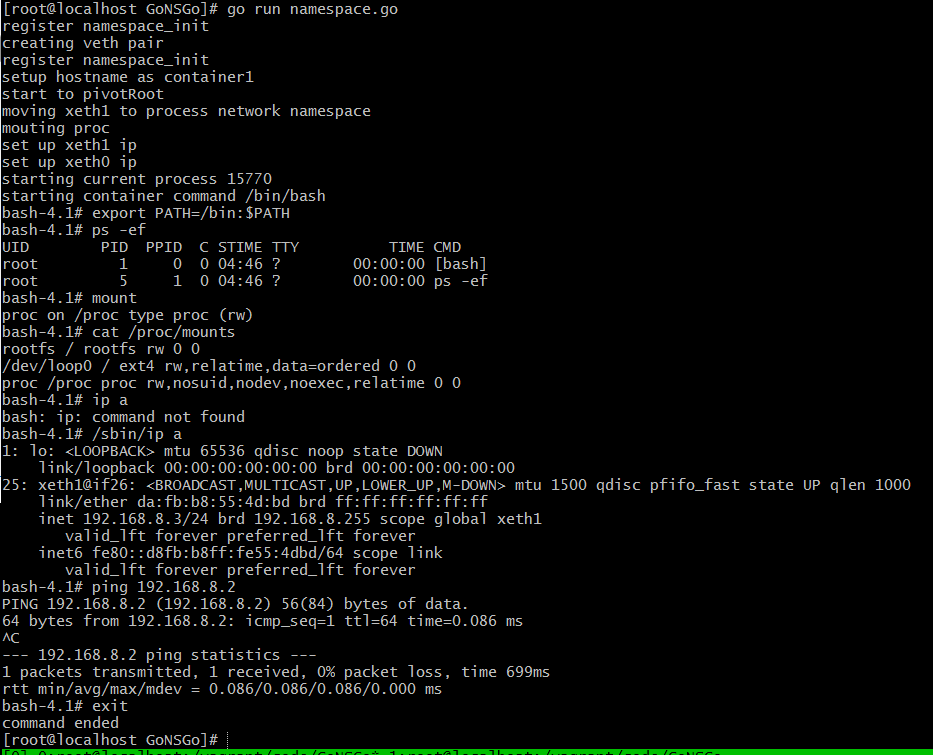 [root@localhost GoNSGo]# go run namespace.go
register namespace_init
creating veth pair
register namespace_init
setup hostname as container1
start to pivotRoot
moving xeth1 to process network namespace
mouting proc
set up xeth1 ip
set up xeth0 ip
starting current process 15770
starting container command /bin/bash
bash-4.1# export PATH=/bin:$PATH
bash-4.1# ps -ef
UID        PID  PPID  C STIME TTY          TIME CMD
root         1     0  0 04:46 ?        00:00:00 [bash]
root         5     1  0 04:46 ?        00:00:00 ps -ef
bash-4.1# mount
proc on /proc type proc (rw)
bash-4.1# cat /proc/mounts
rootfs / rootfs rw 0 0
/dev/loop0 / ext4 rw,relatime,data=ordered 0 0
proc /proc proc rw,nosuid,nodev,noexec,relatime 0 0
bash-4.1# ip a
bash: ip: command not found
bash-4.1# /sbin/ip a
1: lo: <LOOPBACK> mtu 65536 qdisc noop state DOWN
    link/loopback 00:00:00:00:00:00 brd 00:00:00:00:00:00
25: xeth1@if26: <BROADCAST,MULTICAST,UP,LOWER_UP,M-DOWN> mtu 1500 qdisc pfifo_fast state UP qlen 1000
    link/ether da:fb:b8:55:4d:bd brd ff:ff:ff:ff:ff:ff
    inet 192.168.8.3/24 brd 192.168.8.255 scope global xeth1
       valid_lft forever preferred_lft forever
    inet6 fe80::d8fb:b8ff:fe55:4dbd/64 scope link
       valid_lft forever preferred_lft forever
bash-4.1# ping 192.168.8.2
PING 192.168.8.2 (192.168.8.2) 56(84) bytes of data.
64 bytes from 192.168.8.2: icmp_seq=1 ttl=64 time=0.086 ms
^C
--- 192.168.8.2 ping statistics ---
1 packets transmitted, 1 received, 0% packet loss, time 699ms
rtt min/avg/max/mdev = 0.086/0.086/0.086/0.000 ms
bash-4.1# exit
command ended
[root@localhost GoNSGo]#